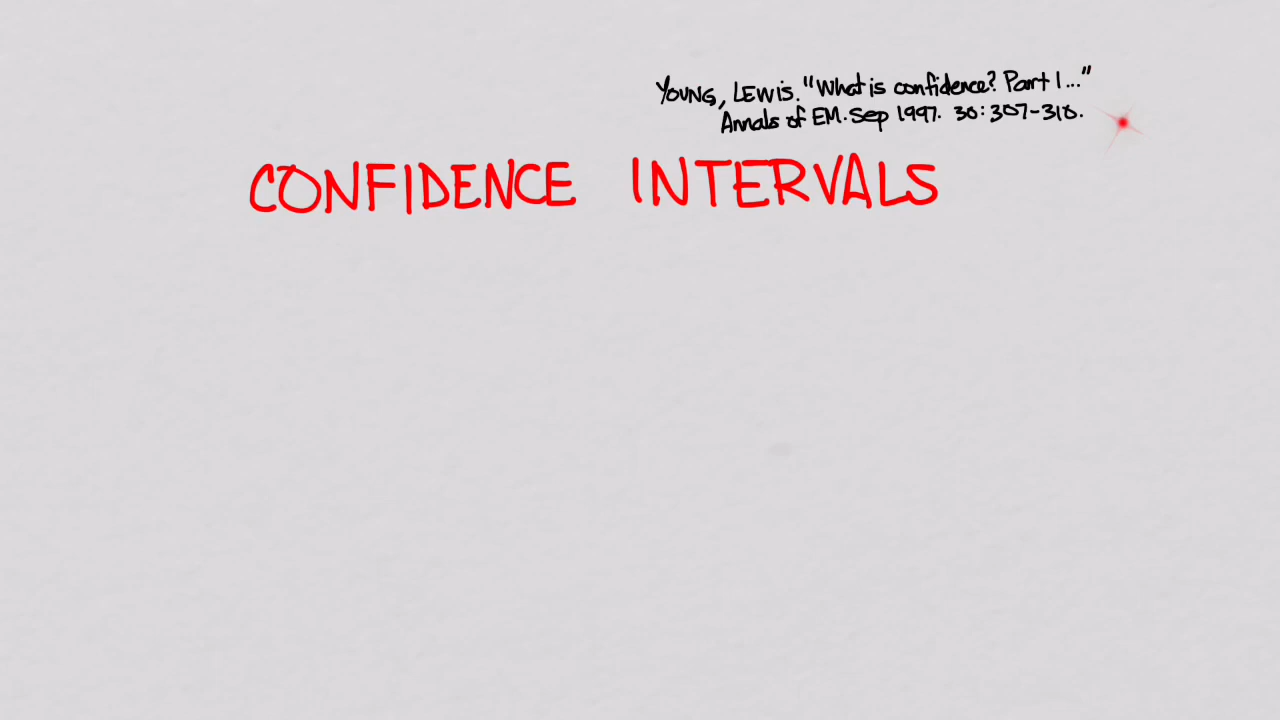 YOUNG, LEWIS. "What is confidence? Part 1..."
Annals of EM. Sep 1997. 30:307-310.
CONFIDENCE INTERVALS